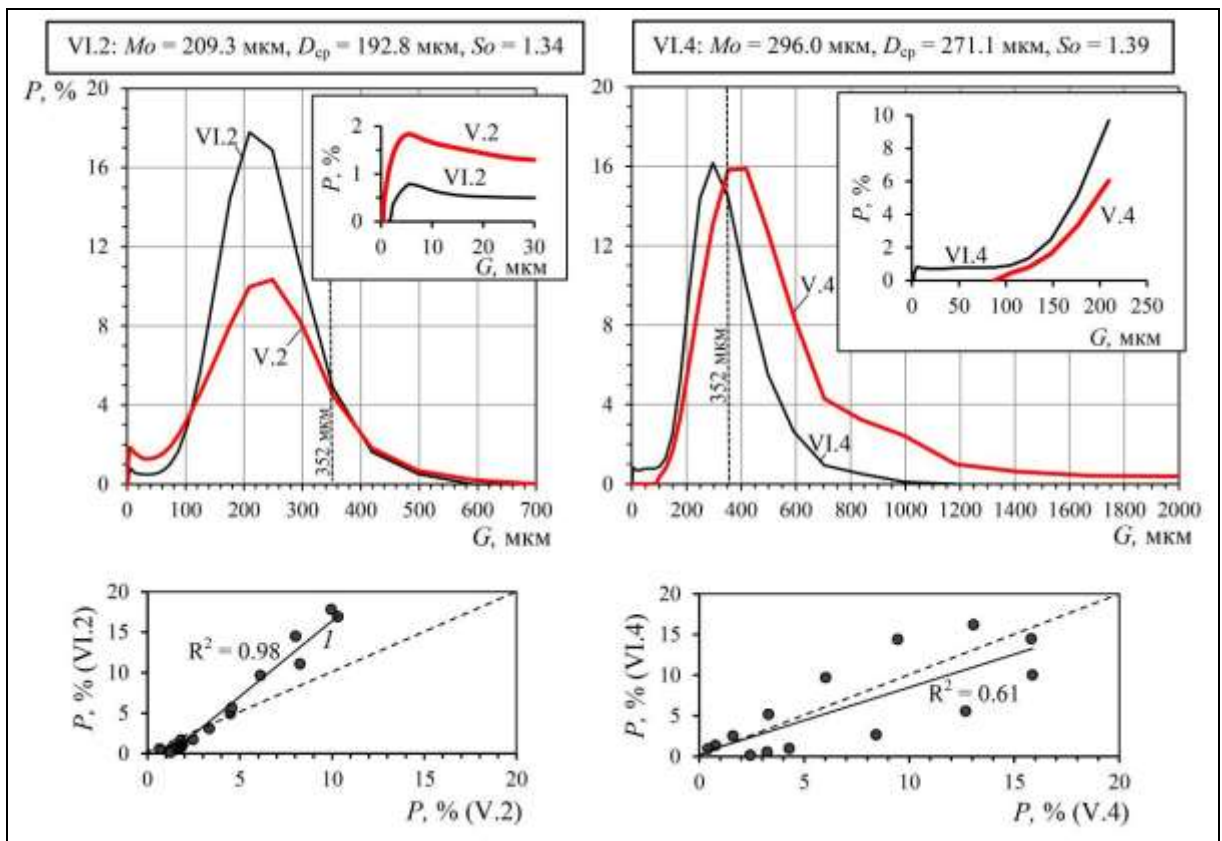 VI.2: Mo = 209.3 мкм, Dср = 192.8 мкм, So = 1.34
VI.4: Mo = 296.0 мкм, Dср = 271.1 мкм, So = 1.39
P, %
20
16
12
8
4
0
0 100 200 300 400 500 600 700
G, мкм
VI.2
V.2
352 мкм
P, %
2
1
0
0 10 20 30
G, мкм
V.2
VI.2
20
16
12
8
4
0
0 200 400 600 800 1000 1200 1400 1600 1800 2000
G, мкм
V.4
VI.4
352 мкм
P, %
10
8
6
4
2
0
0 50 100 150 200 250
G, мкм
VI.4
V.4
P, % (VI.2)
20
15
10
5
0
0 5 10 15 20
P, % (V.2)
R² = 0.98
1
P, % (VI.4)
20
15
10
5
0
0 5 10 15 20
P, % (V.4)
R² = 0.61